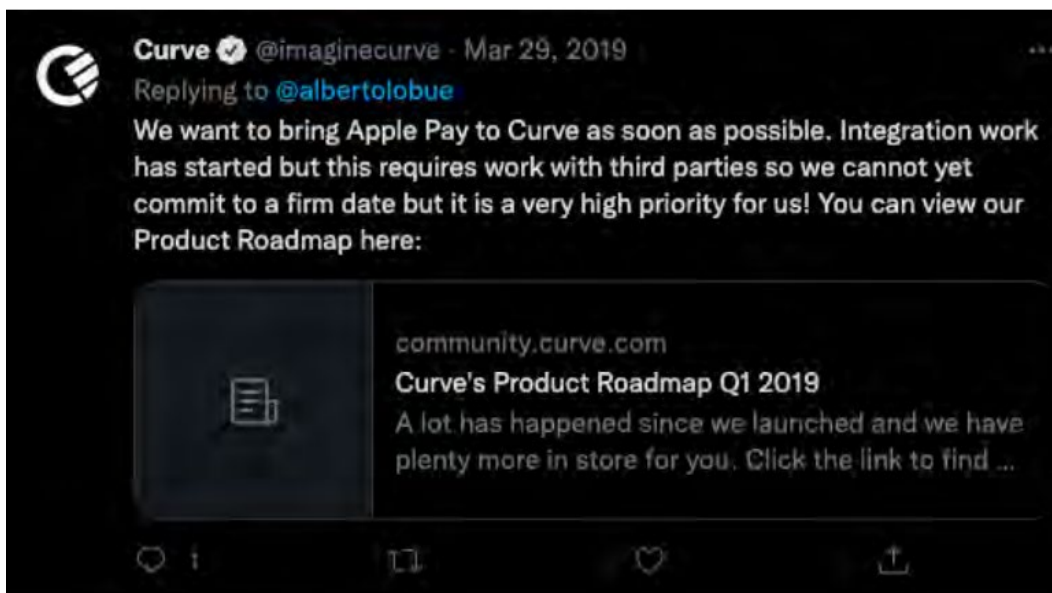 Curve @imaginecurve · Mar 29, 2019
Replying to @albertolobue
We want to bring Apple Pay to Curve as soon as possible. Integration work
has started but this requires work with third parties so we cannot yet
commit to a firm date but it is a very high priority for us! You can view our
Product Roadmap here:
community.curve.com
Curve's Product Roadmap Q1 2019
A lot has happened since we launched and we have
plenty more in store for you. Click the link to find ...
1